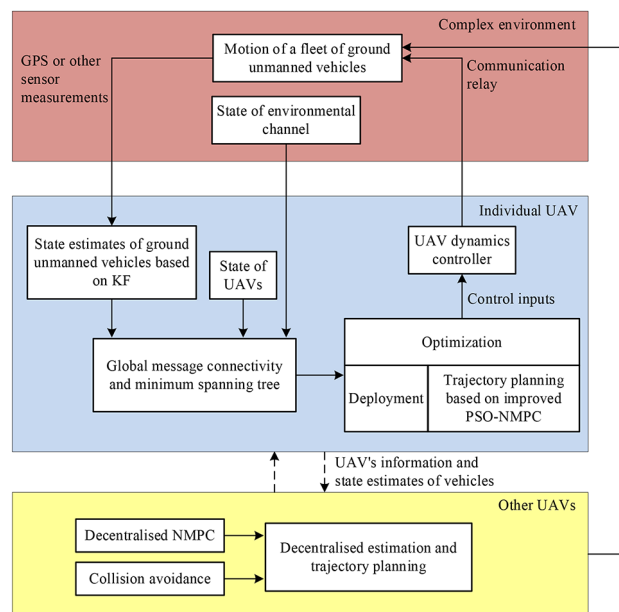 Complex environment
Motion of a fleet of ground
unmanned vehicles
GPS or other
sensor
measurements
Communication
relay
State of environmental
channel
Individual UAV
State estimates of ground
unmanned vehicles based
on KF
State of
UAVs
UAV dynamics
controller
Control inputs
Global message connectivity
and minimum spanning tree
Optimization
Deployment
Trajectory planning
based on improved
PSO-NMPC
UAV's information and
state estimates of vehicles
Other UAVs
Decentralised NMPC
Collision avoidance
Decentralised estimation and
trajectory planning